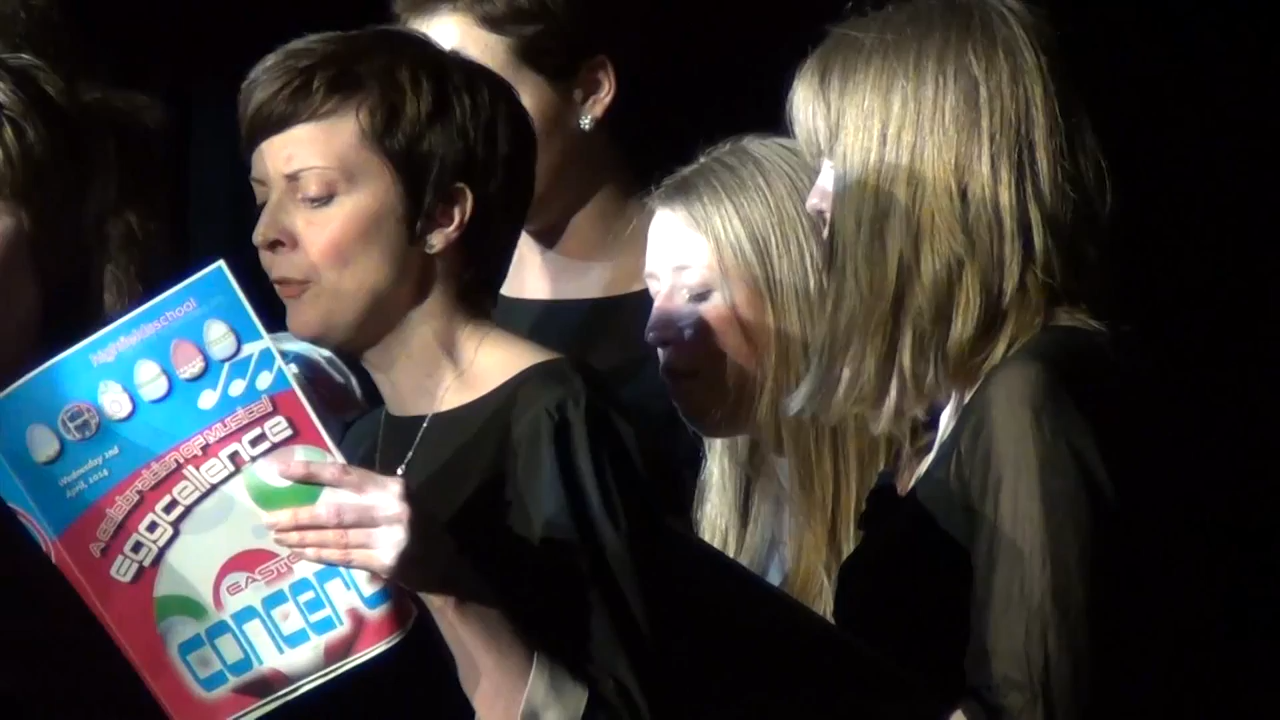 highfieldsschool
Wednesday 2nd
April, 2014
A celebration of musical
eggcellence
EASTE
concert